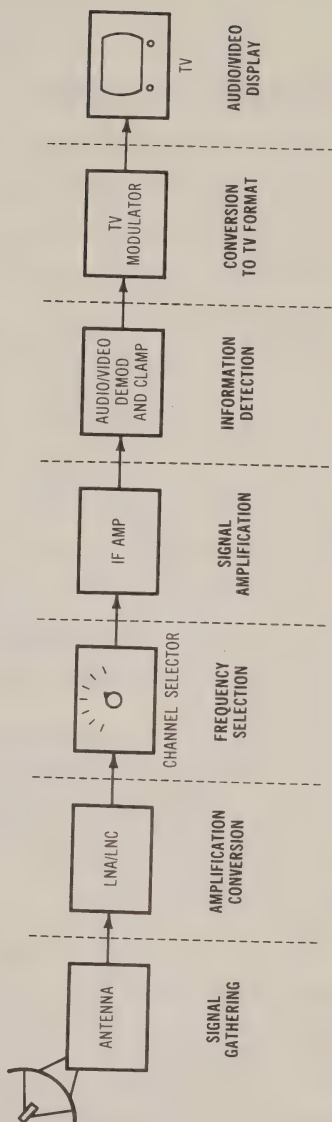 ANTENNA
SIGNAL
GATHERING
LNA/LNC
AMPLIFICATION
CONVERSION
CHANNEL SELECTOR
FREQUENCY
SELECTION
IF AMP
SIGNAL
AMPLIFICATION
AUDIO/VIDEO
DEMOD
AND CLAMP
INFORMATION
DETECTION
TV
MODULATOR
CONVERSION
TO TV FORMAT
TV
AUDIO/VIDEO
DISPLAY